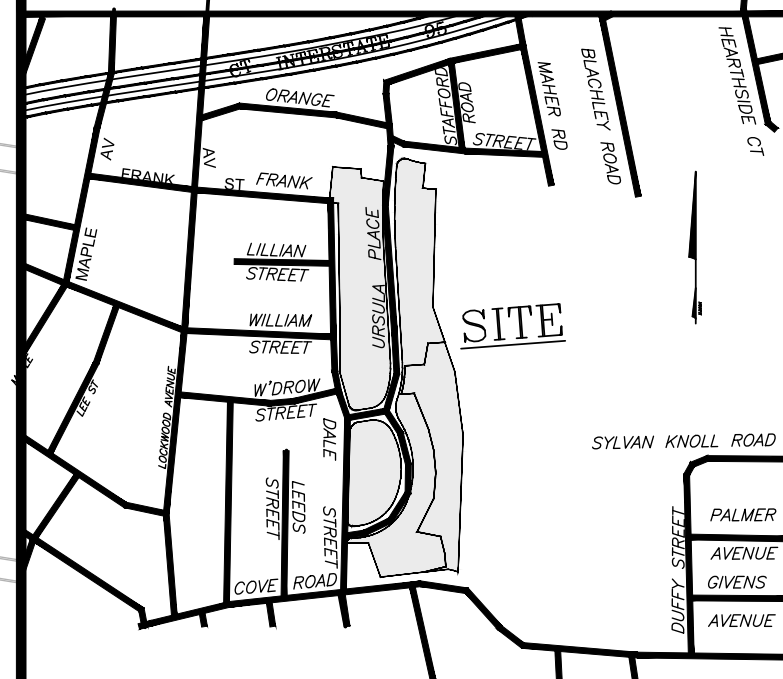 CT INTERSTATE 95
HEARTHSIDE CT
BLACHLEY ROAD
MAHER RD
STAFFORD
ROAD
ORANGE
STREET
AV
AV
FRANK
ST
FRANK
URSULA PLACE
MAPLE
LILLIAN
STREET
SITE
WILLIAM
STREET
LEE ST
LOCKWOOD AVENUE
W'DROW
STREET
DALE
STREET
SYLVAN KNOLL ROAD
LEEDS
STREET
DUFFY STREET
PALMER
AVENUE
GIVENS
AVENUE
COVE ROAD